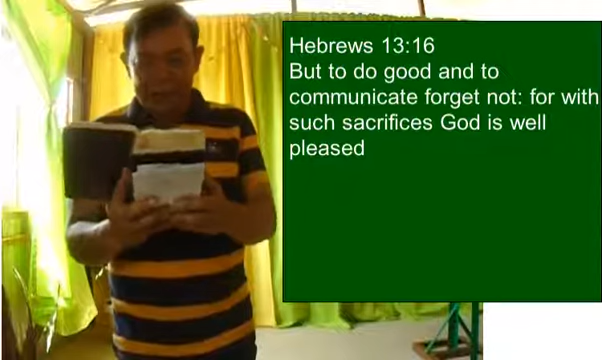 Hebrews 13:16
But to do good and to
communicate forget not: for with
such sacrifices God is well
pleased